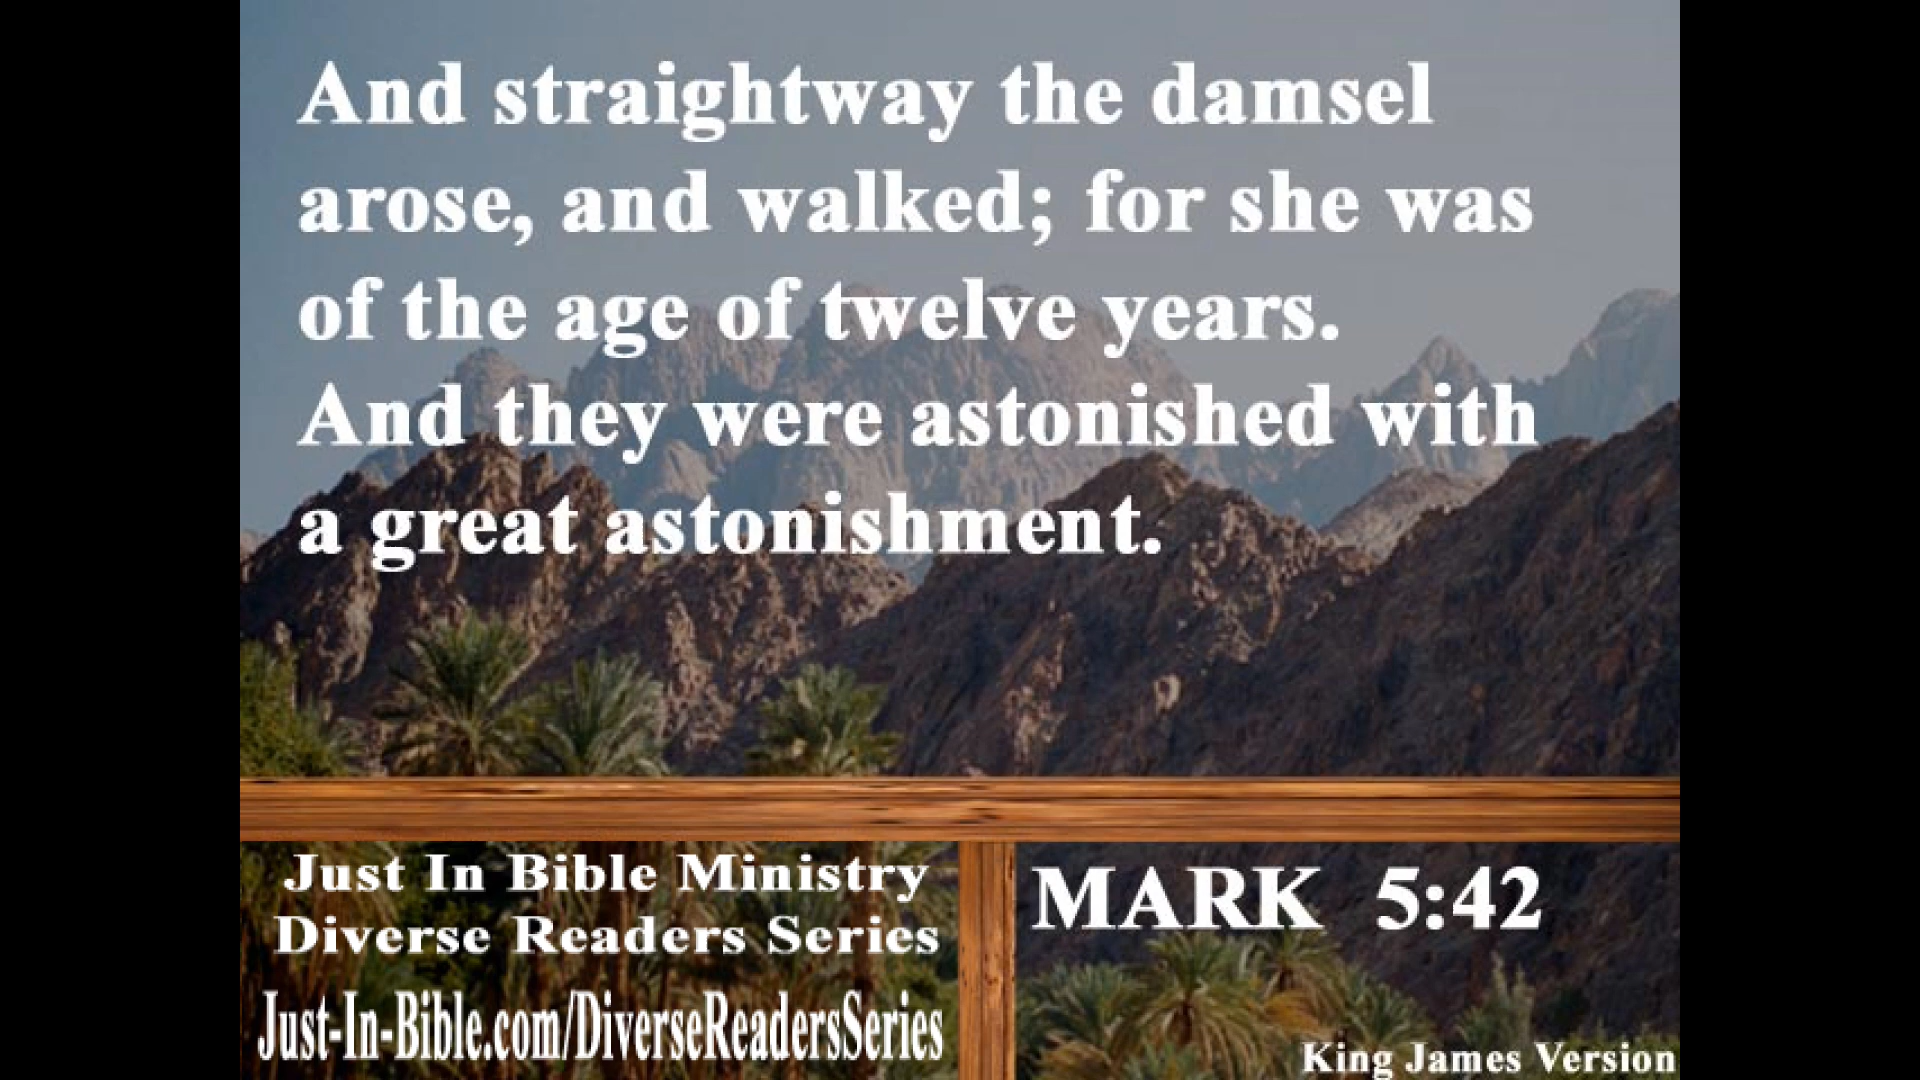 And straightway the damsel
arose, and walked; for she was
of the age of twelve years.
And they were astonished with
a great astonishment.
Just In Bible Ministry
Diverse Readers Series
Just-In-Bible.com/DiverseReadersSeries
MARK 5:42
King James Version